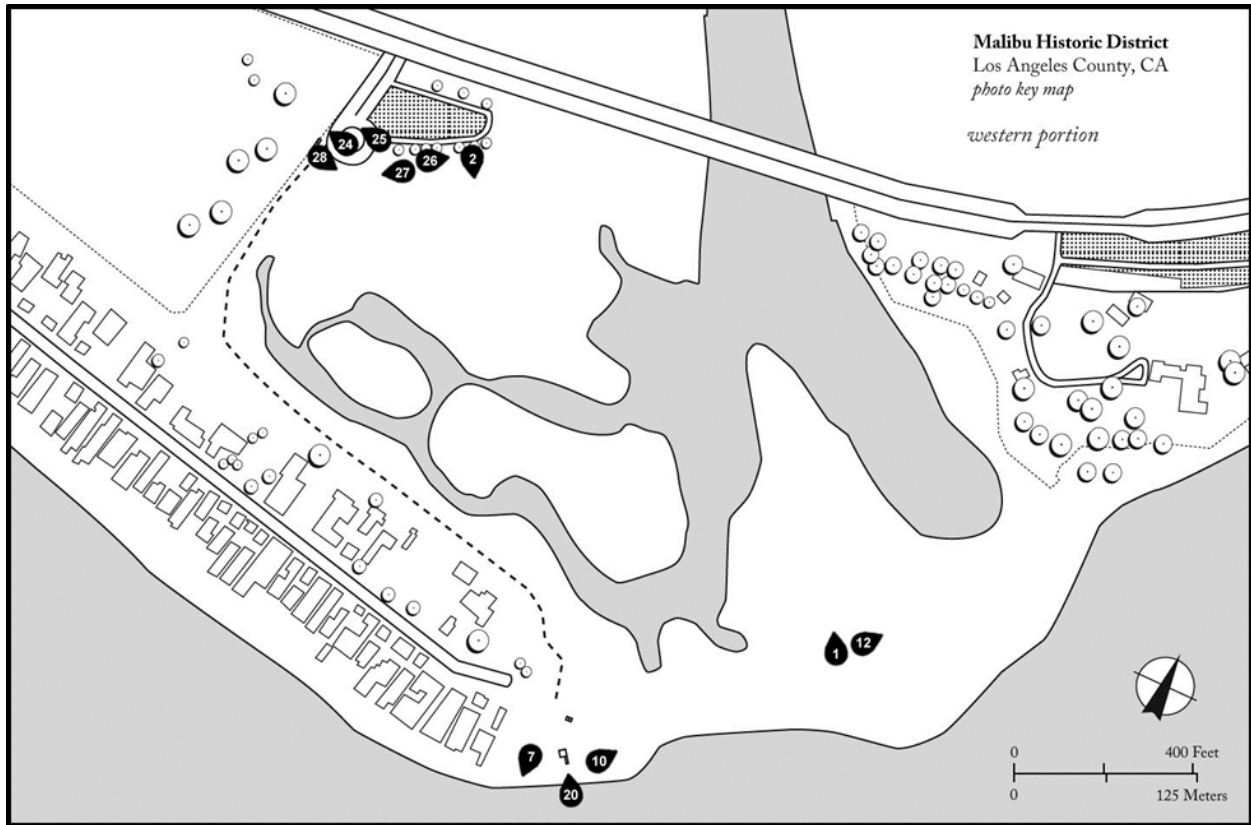 Malibu Historic District
Los Angeles County, CA
photo key map
western portion
28
24
25
27
26
2
1
12
7
10
20
0 400 Feet
0 125 Meters